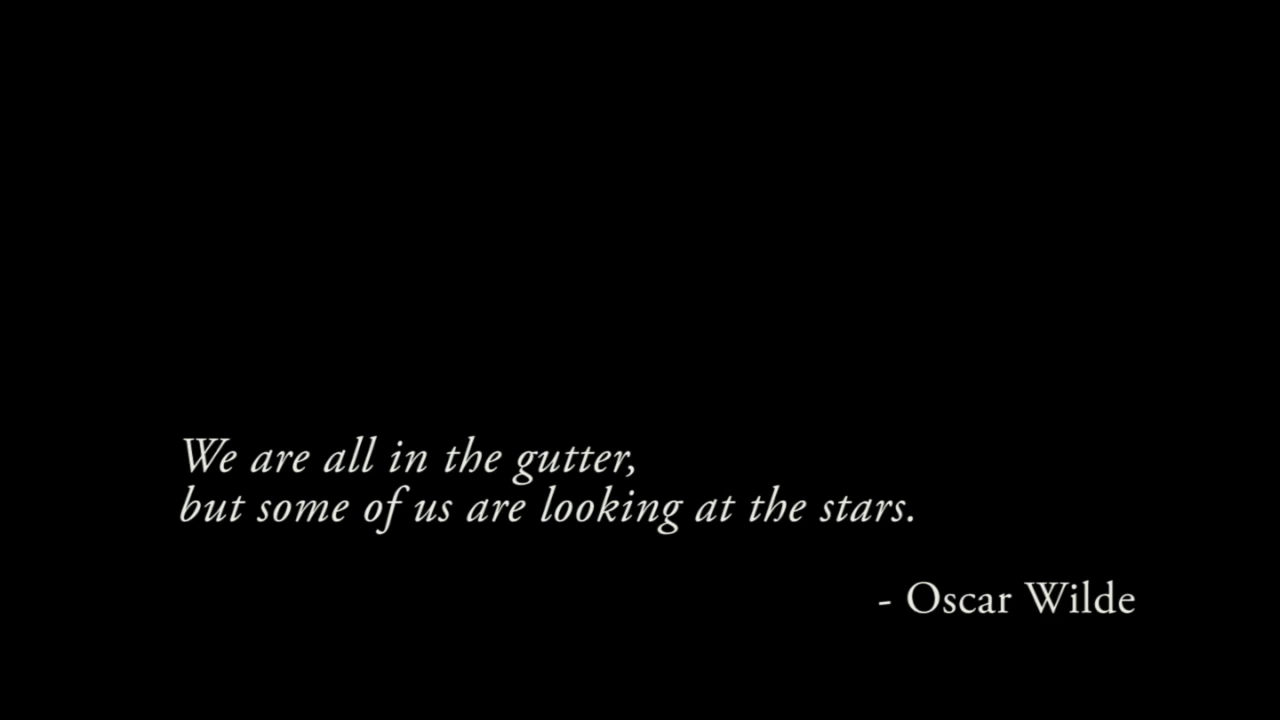 We are all in the gutter,
but some of us are looking at the stars.
- Oscar Wilde